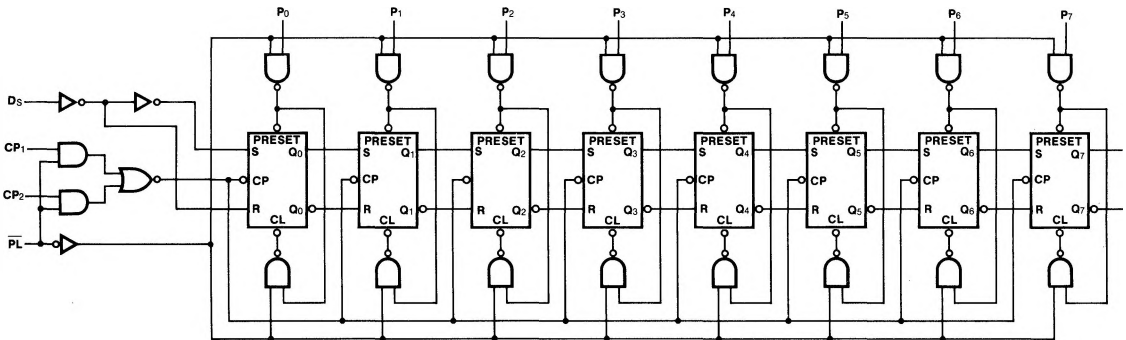 P0 P1 P2 P3 P4 P5 P6 P7
DS
CP1
CP2
PL
PRESET PRESET PRESET PRESET PRESET PRESET PRESET PRESET
S Q0 S Q1 S Q2 S Q3 S Q4 S Q5 S Q6 S Q7
CP CP CP CP CP CP CP CP
R Q0 R Q1 R Q2 R Q3 R Q4 R Q5 R Q6 R Q7
CL CL CL CL CL CL CL CL